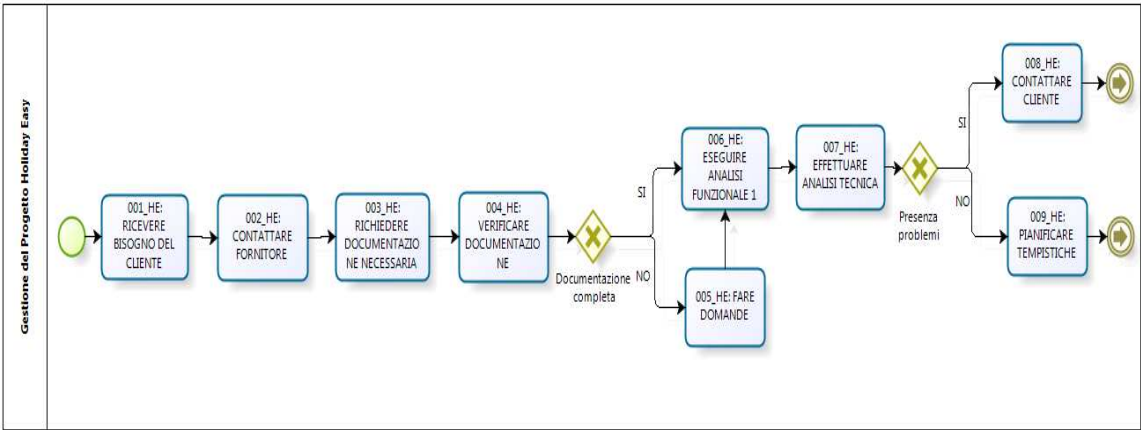 Gestione del Progetto Holiday Easy
001_HE:
RICEVERE
BISOGNO DEL
CLIENTE
002_HE:
CONTATTARE
FORNITORE
003_HE:
RICHIEDERE
DOCUMENTAZIO
NE NECESSARIA
004_HE:
VERIFICARE
DOCUMENTAZIO
NE
Documentazione
completa
SI
NO
005_HE: FARE
DOMANDE
006_HE:
ESEGUIRE
ANALISI
FUNZIONALE 1
007_HE:
EFFETTUARE
ANALISI TECNICA
Presenza
problemi
SI
NO
008_HE:
CONTATTARE
CLIENTE
009_HE:
PIANIFICARE
TEMPISTICHE